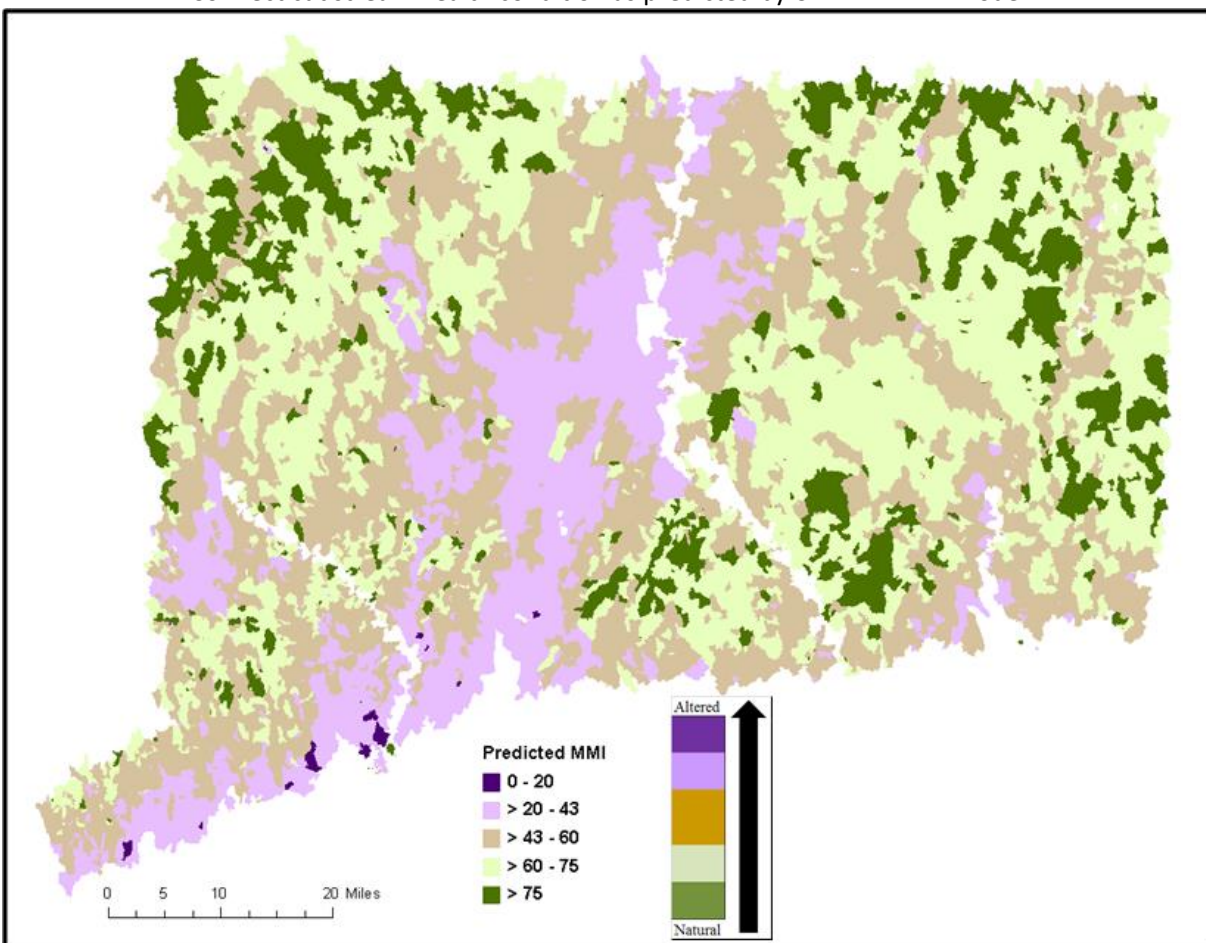 Predicted MMI
0 - 20
> 20 - 43
> 43 - 60
> 60 - 75
> 75
0 5 10 20 Miles
Altered
Natural